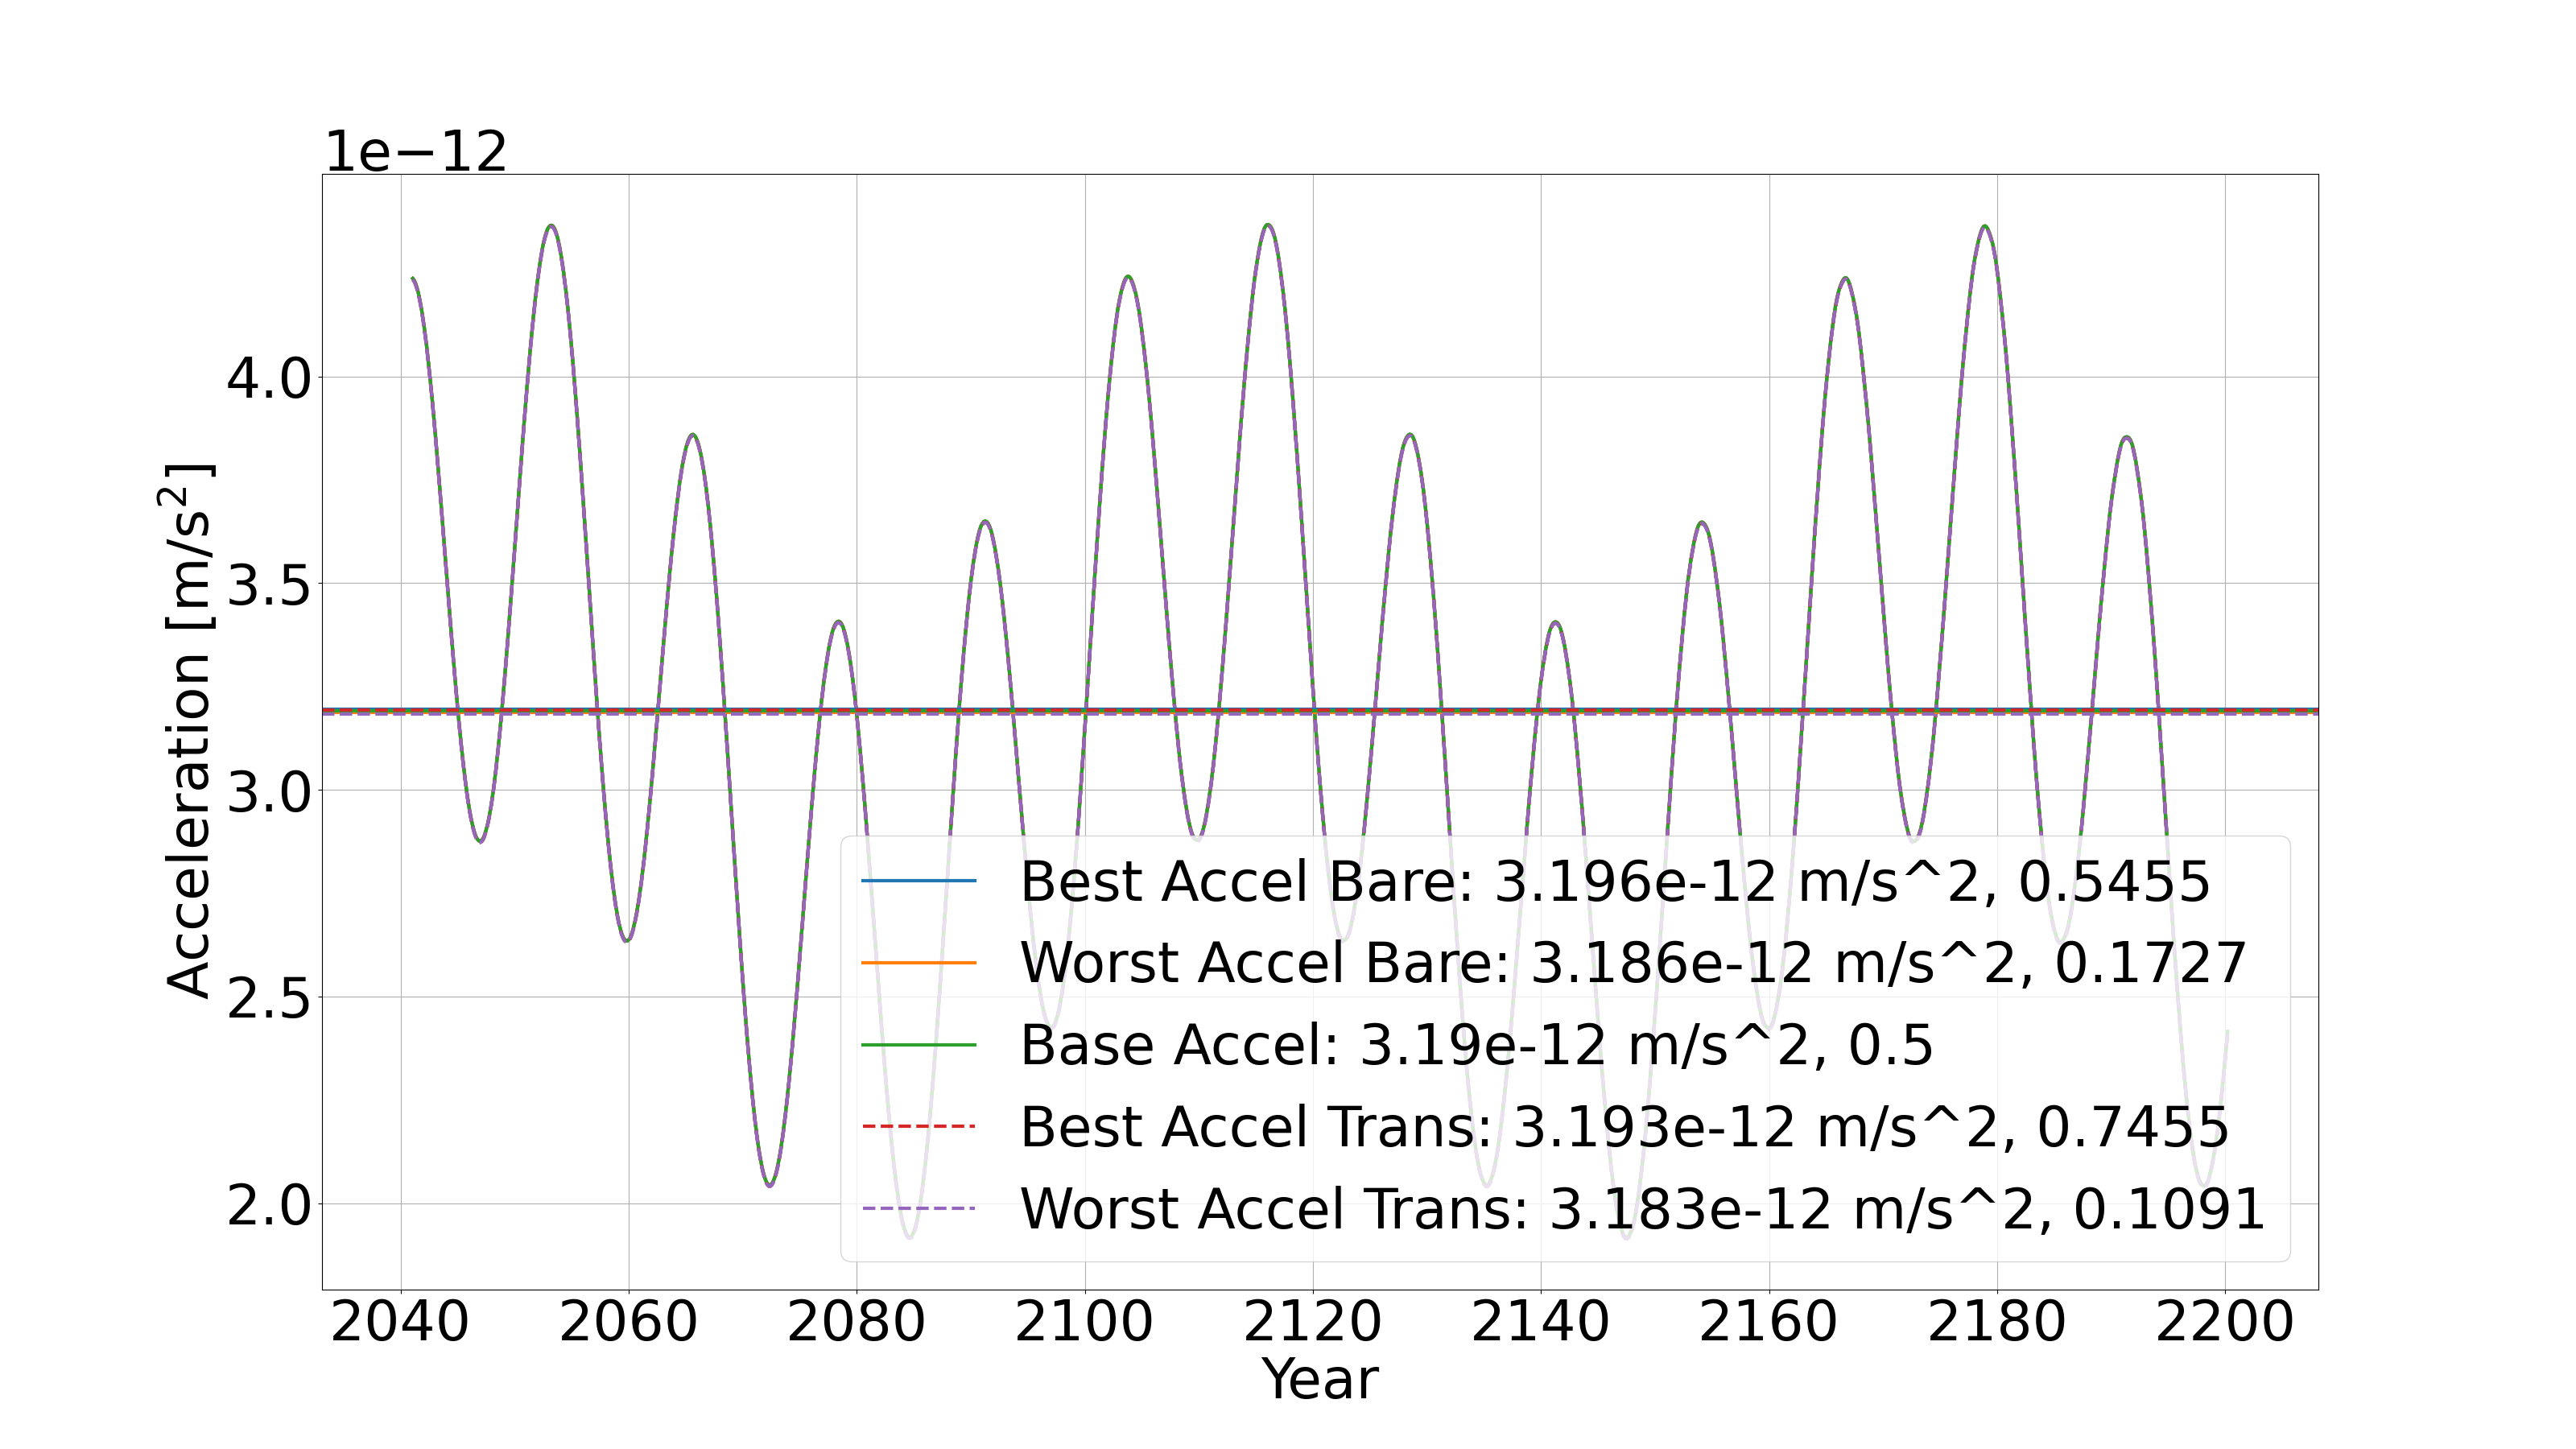 1e−12
Acceleration [m/s²]
4.0
3.5
3.0
2.5
2.0
Best Accel Bare: 3.196e-12 m/s^2, 0.5455
Worst Accel Bare: 3.186e-12 m/s^2, 0.1727
Base Accel: 3.19e-12 m/s^2, 0.5
Best Accel Trans: 3.193e-12 m/s^2, 0.7455
Worst Accel Trans: 3.183e-12 m/s^2, 0.1091
2040 2060 2080 2100 2120 2140 2160 2180 2200
Year